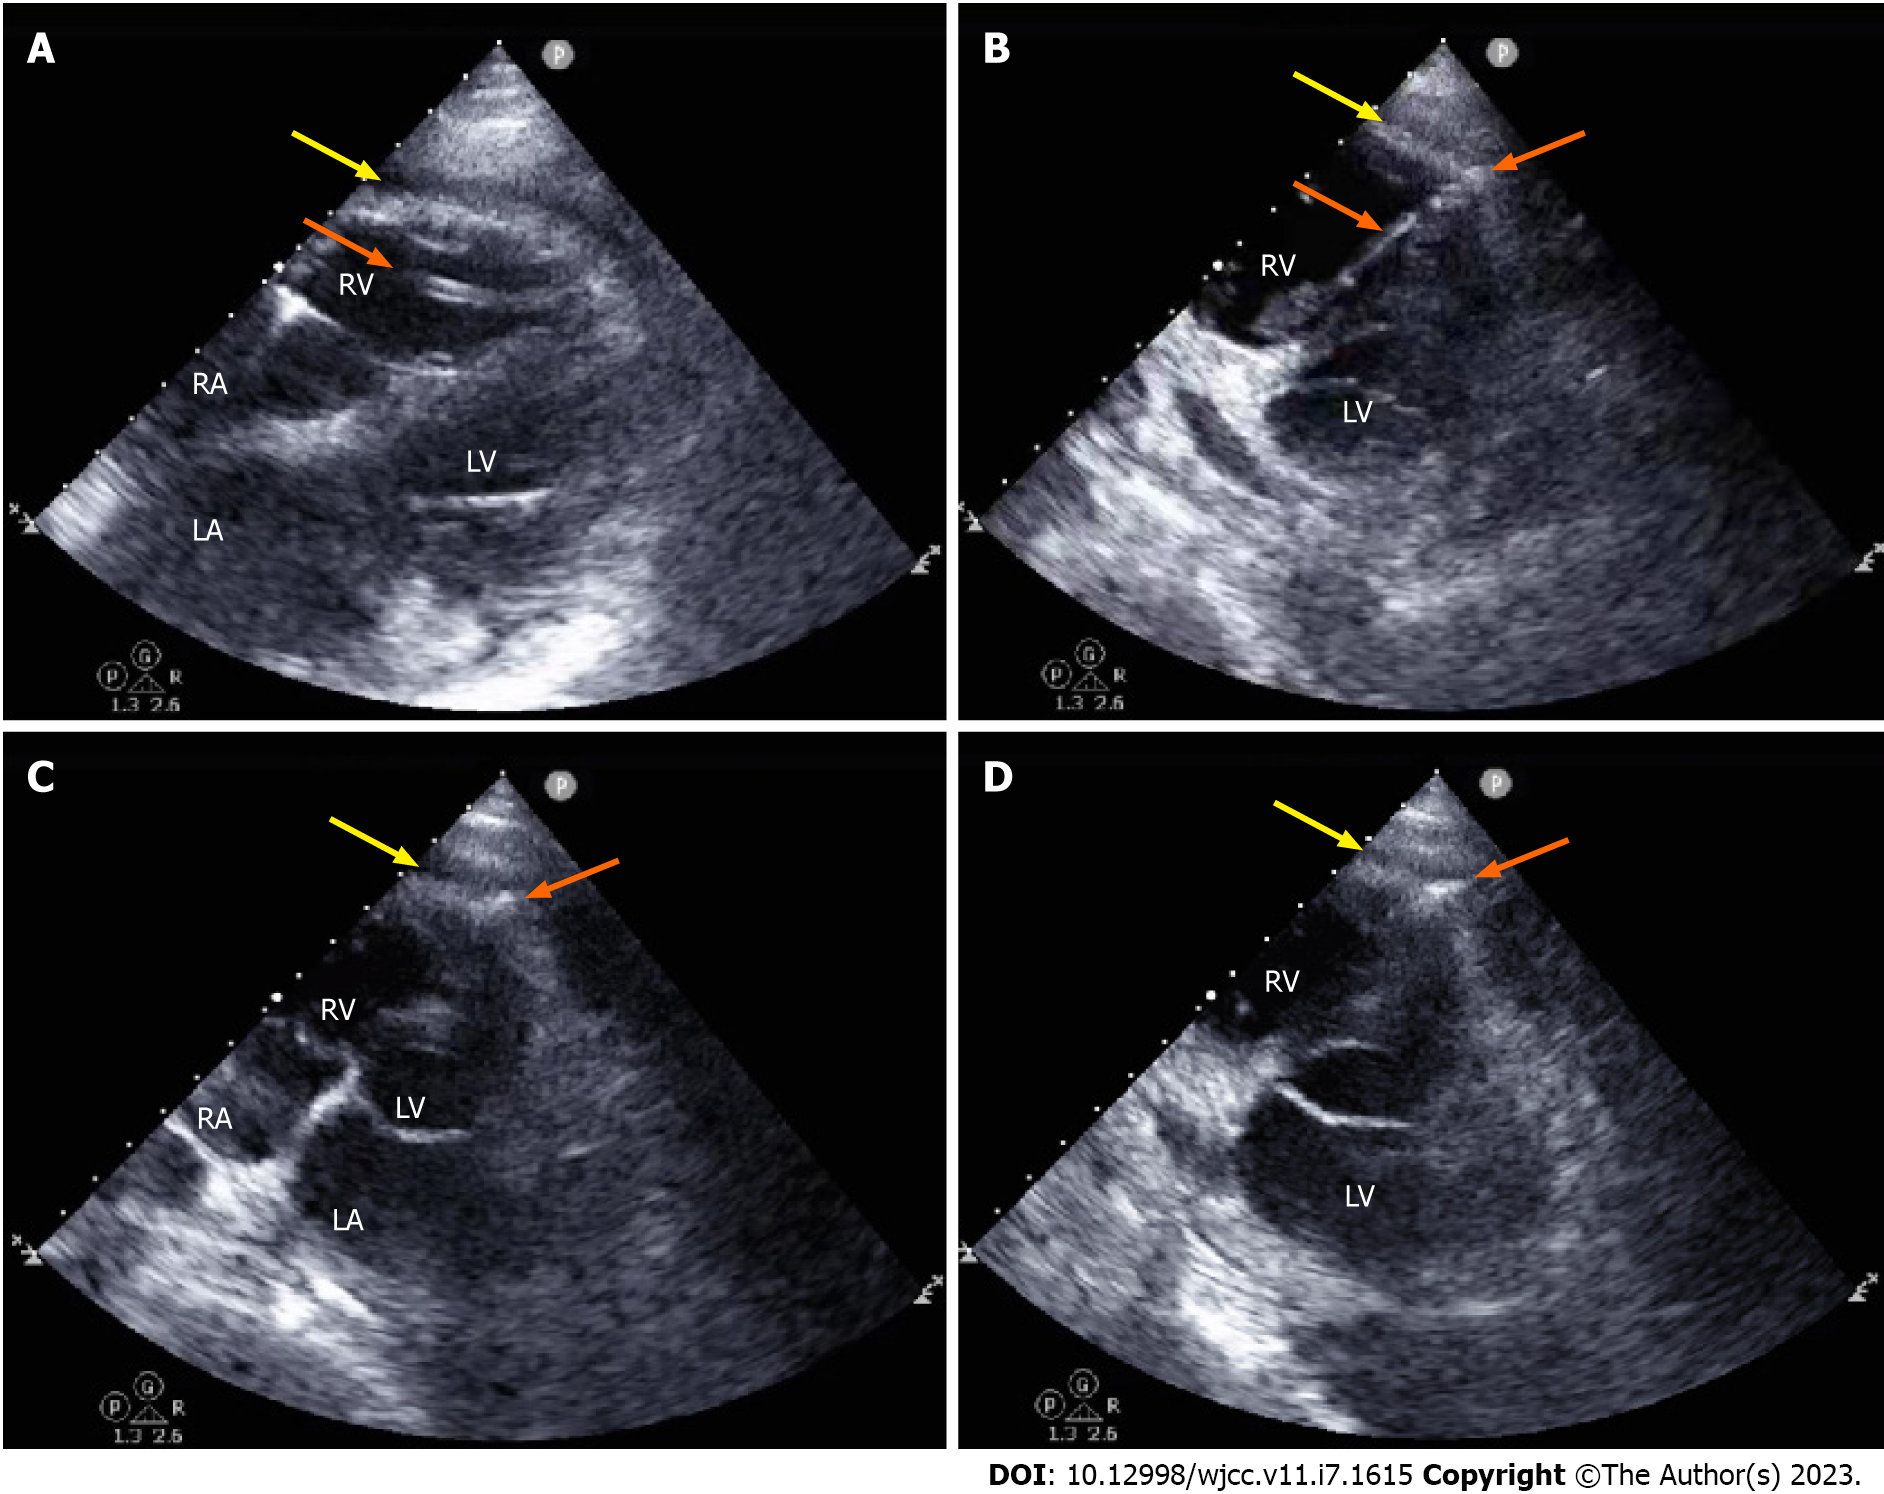 A
P
RV
RA
LV
LA
G
P R
1.3 2.6
B
P
RV
LV
G
P R
1.3 2.6
C
P
RV
LV
RA
LA
G
P R
1.3 2.6
D
P
RV
LV
G
P R
1.3 2.6
DOI: 10.12998/wjcc.v11.i7.1615 Copyright ©The Author(s) 2023.